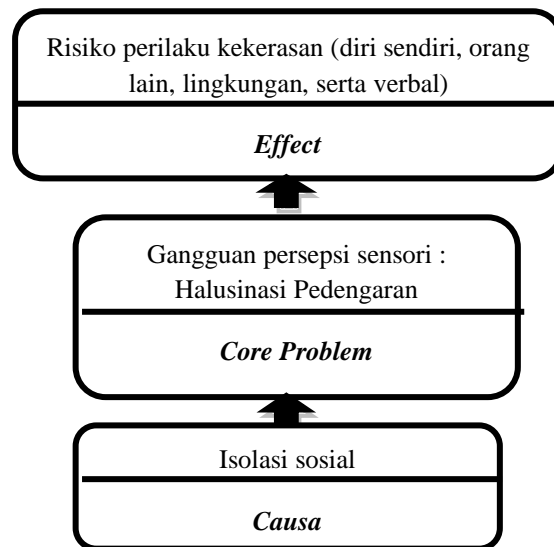 Risiko perilaku kekerasan (diri sendiri, orang
lain, lingkungan, serta verbal)
Effect
Gangguan persepsi sensori :
Halusinasi Pedengaran
Core Problem
Isolasi sosial
Causa